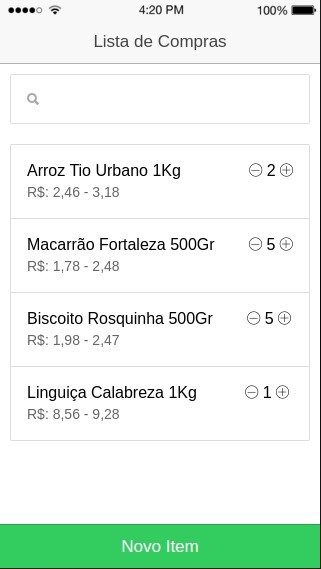 4:20 PM 100%
Lista de Compras
Arroz Tio Urbano 1Kg 2
R$: 2,46 - 3,18
Macarrão Fortaleza 500Gr 5
R$: 1,78 - 2,48
Biscoito Rosquinha 500Gr 5
R$: 1,98 - 2,47
Linguiça Calabreza 1Kg 1
R$: 8,56 - 9,28
Novo Item